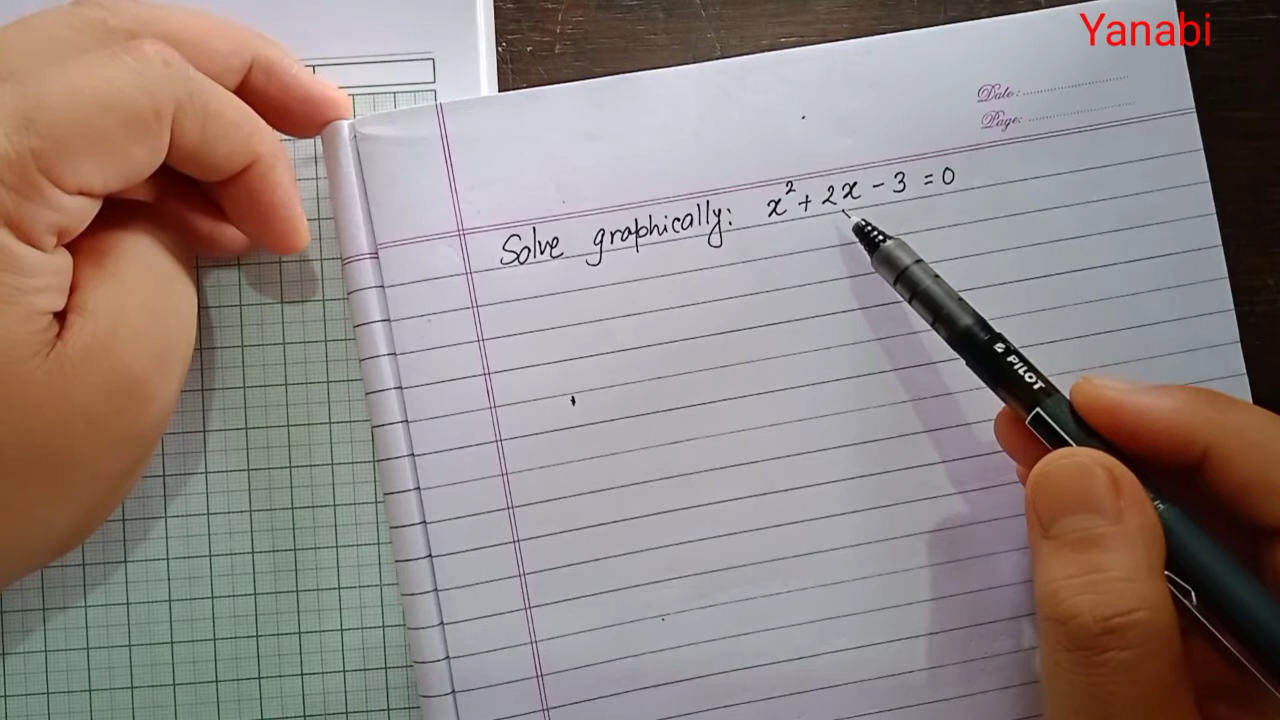 Yanabi
Date:
Page:
Solve graphically: x² + 2x - 3 = 0
PILOT